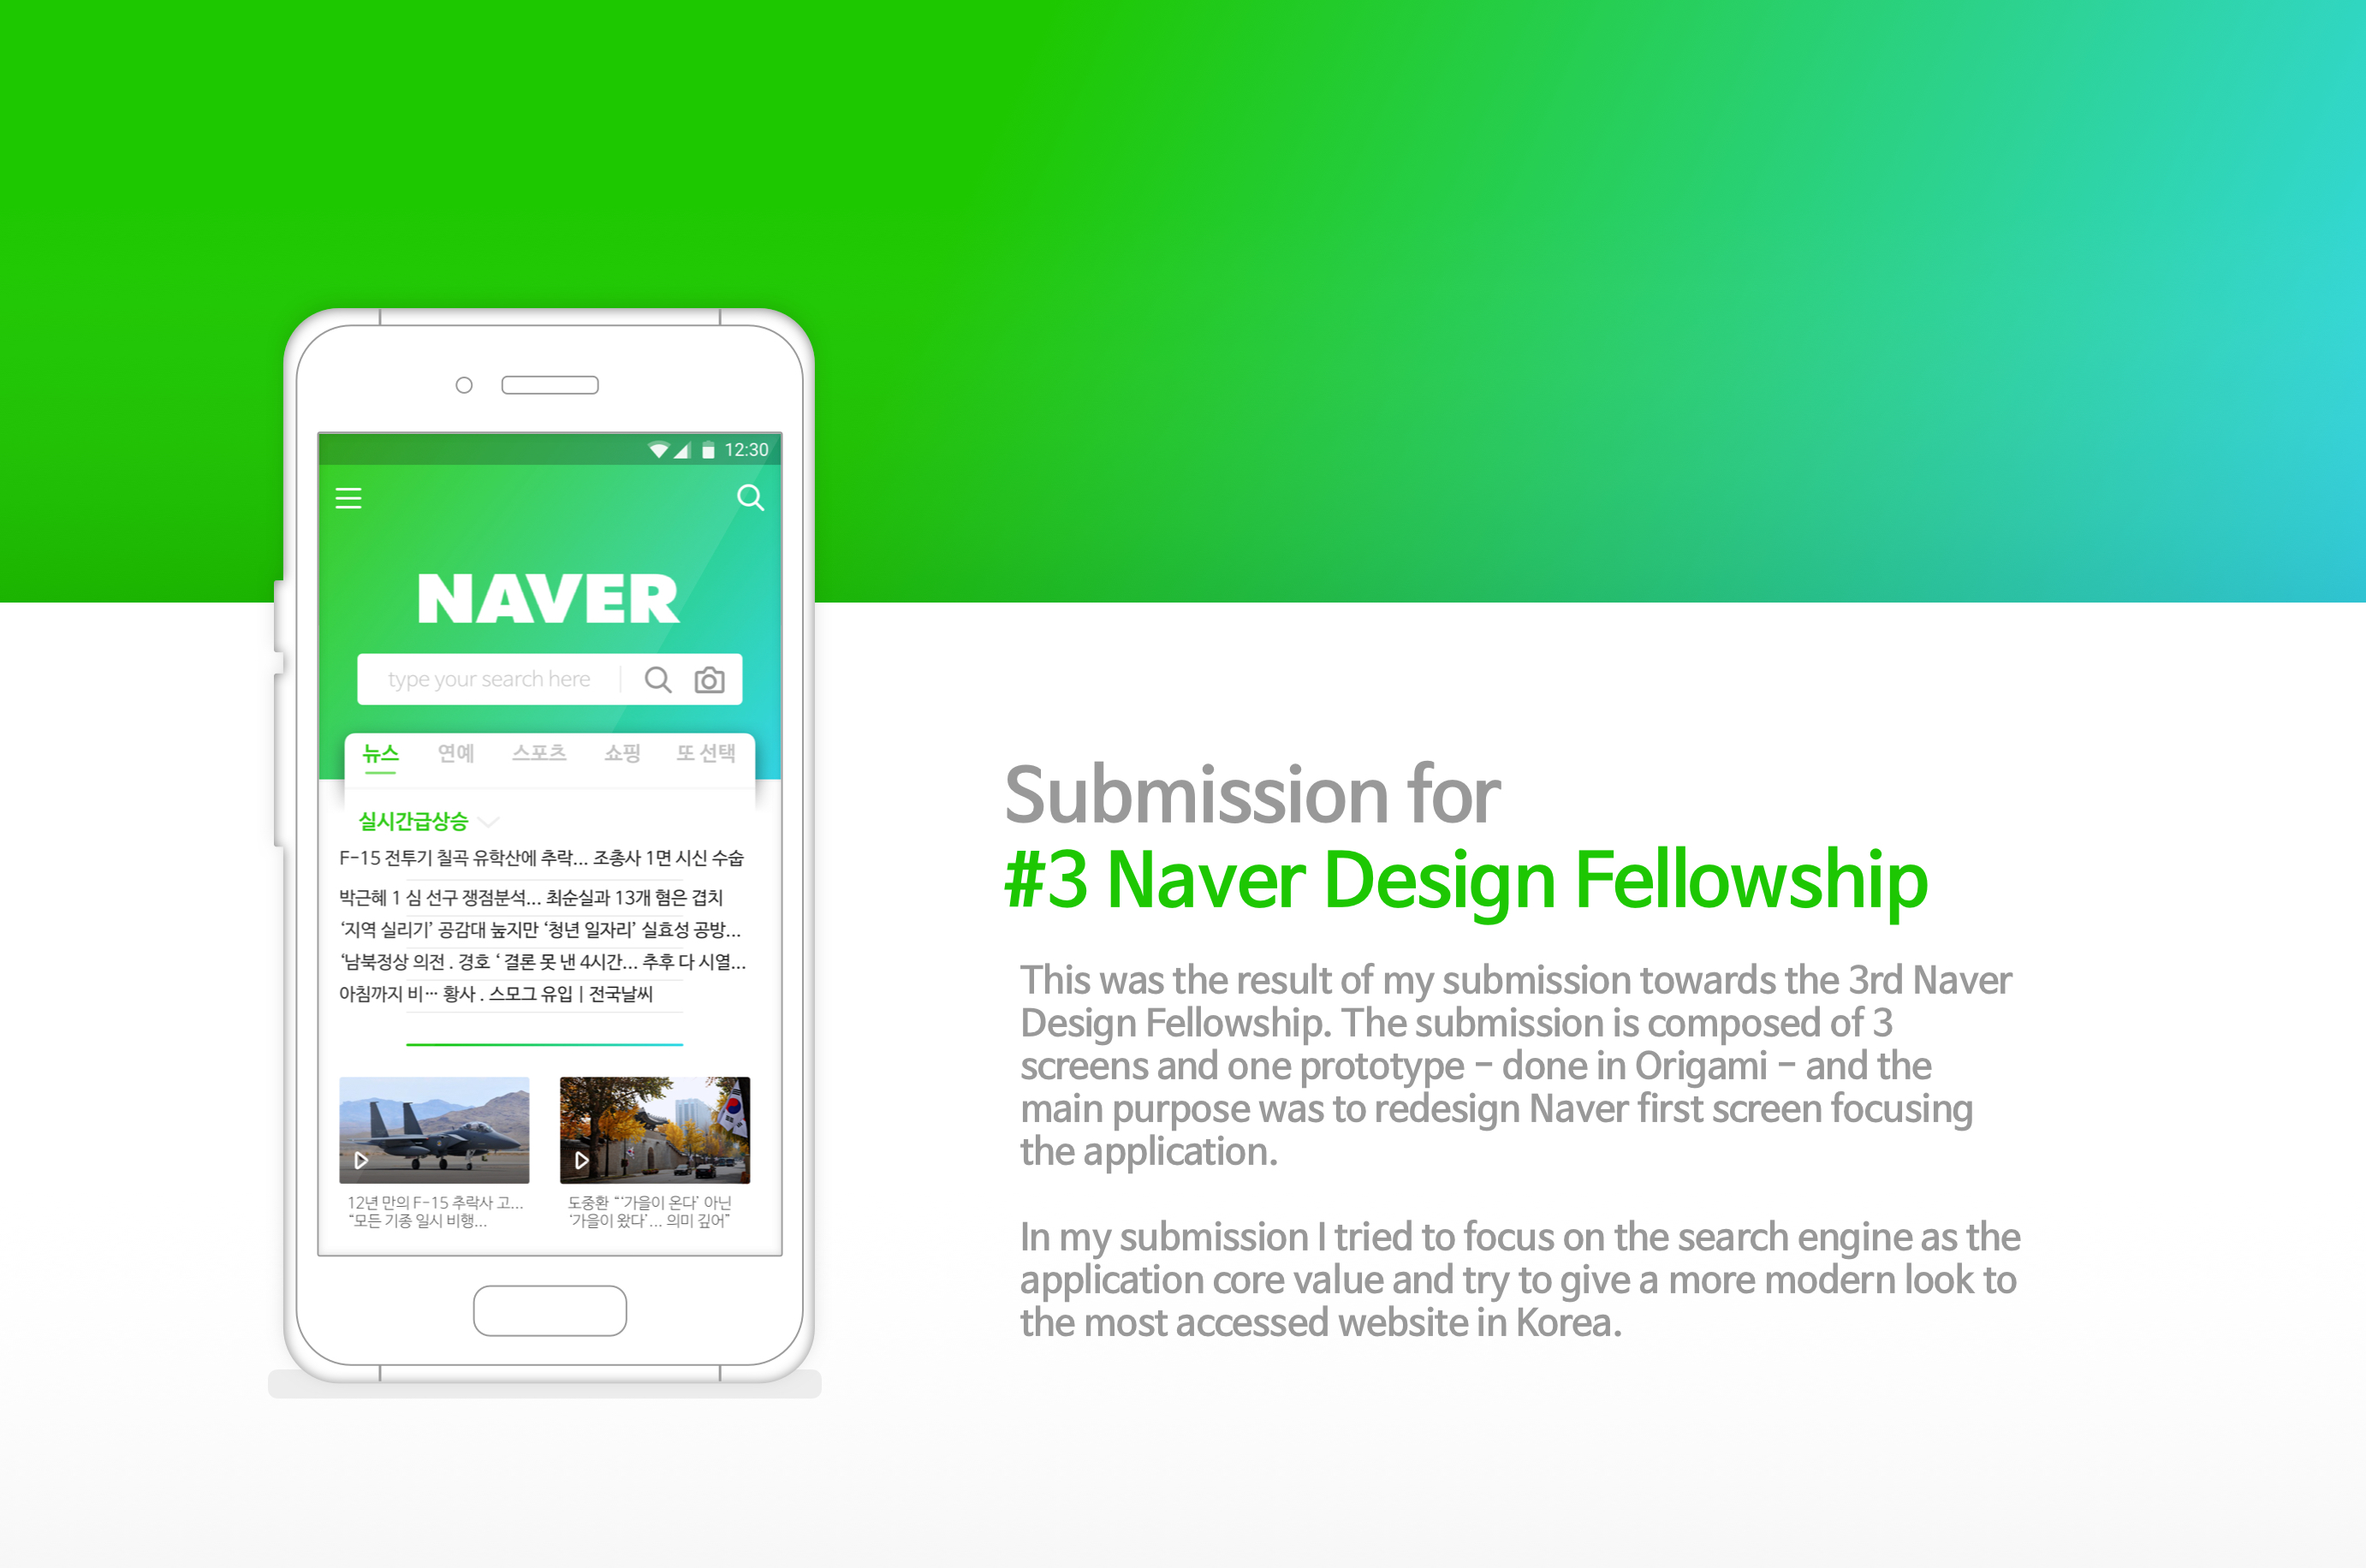 12:30
NAVER
type your search here
뉴스 연예 스포츠 쇼핑 또 선택
실시간급상승
F-15 전투기 칠곡 유학산에 추락... 조종사 1면 시신 수숩
박근혜 1 심 선구 쟁점분석... 최순실과 13개 혐은 겹치
‘지역 실리기’ 공감대 높지만 ‘청년 일자리’ 실효성 공방...
‘남북정상 의전 . 경호 ‘ 결론 못 낸 4시간... 추후 다 시열...
아침까지 비··· 황사 . 스모그 유입 | 전국날씨
12년 만의 F-15 추락사 고...
“모든 기종 일시 비행...
도중환 “‘가을이 온다’ 아닌
‘가을이 왔다’... 의미 깊어”
Submission for
#3 Naver Design Fellowship
This was the result of my submission towards the 3rd Naver
Design Fellowship. The submission is composed of 3
screens and one prototype - done in Origami - and the
main purpose was to redesign Naver first screen focusing
the application.
In my submission I tried to focus on the search engine as the
application core value and try to give a more modern look to
the most accessed website in Korea.